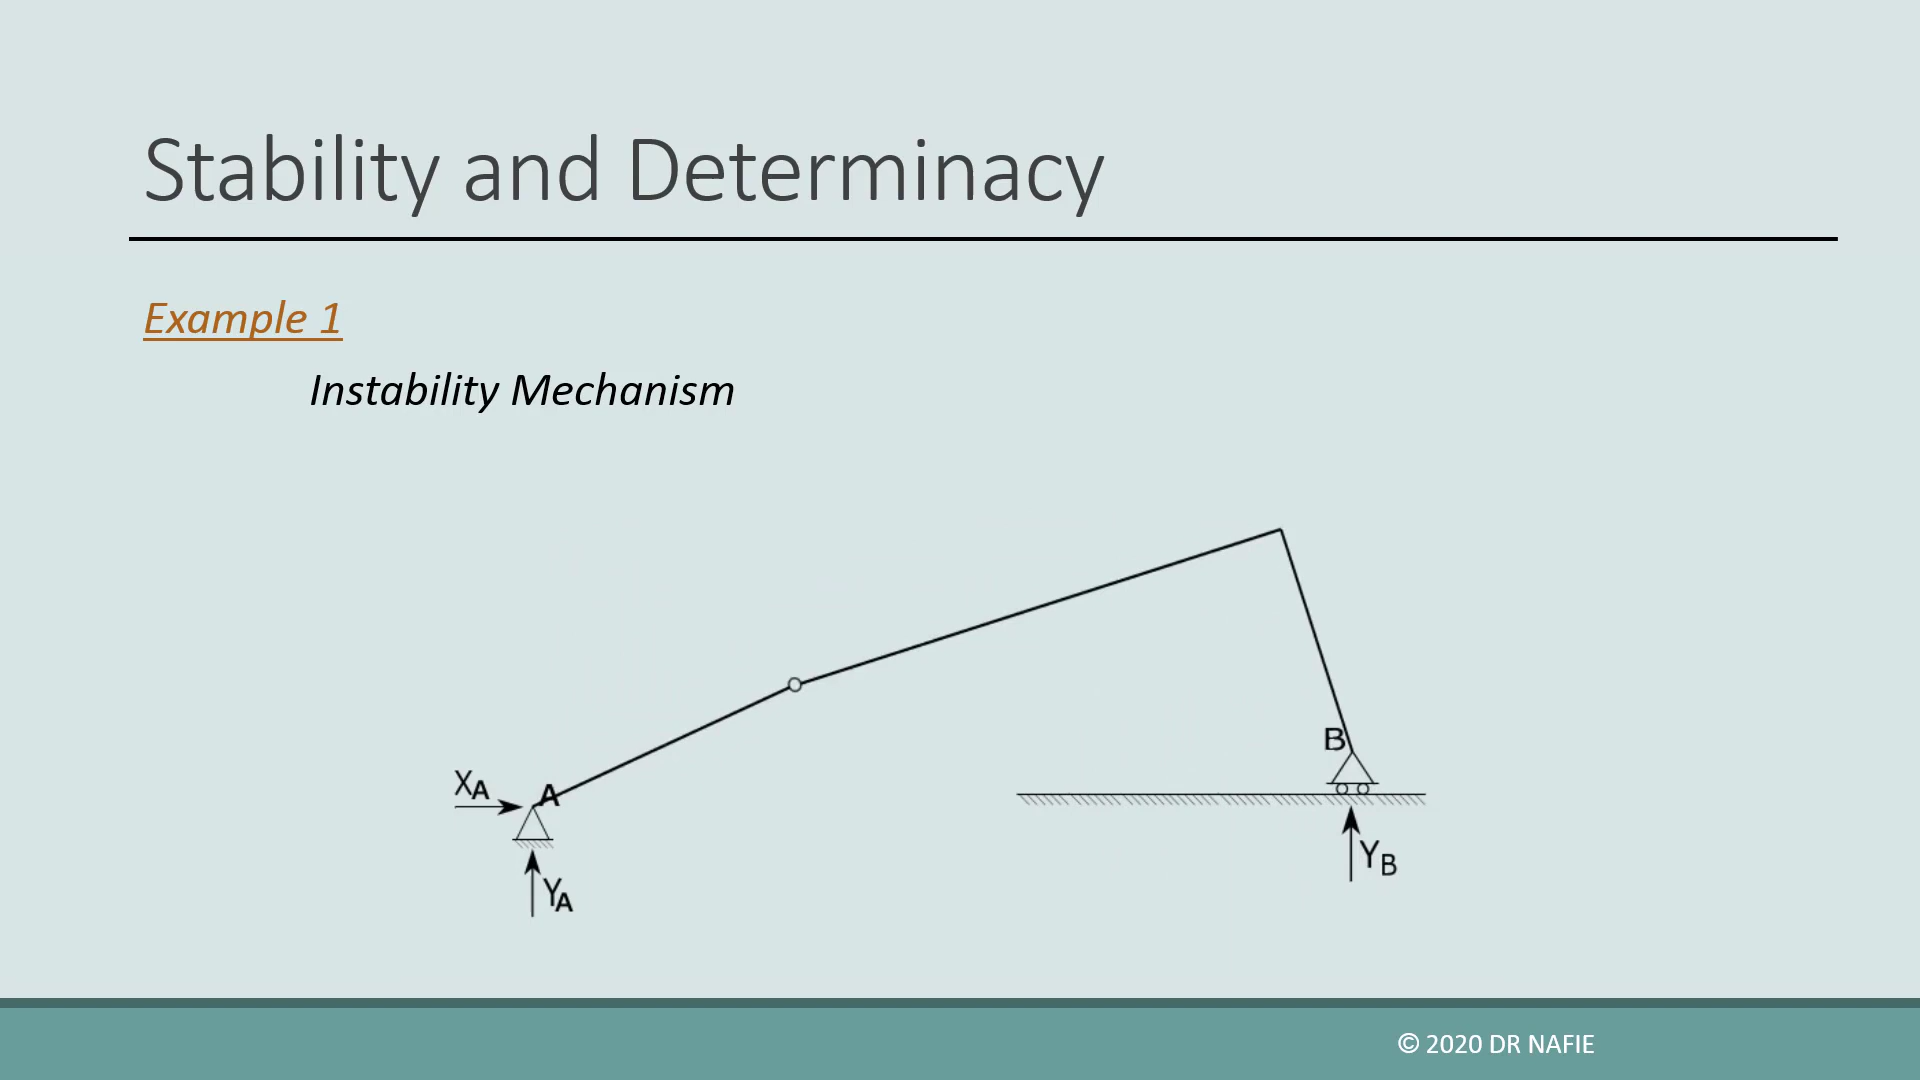 Stability and Determinacy
Example 1
Instability Mechanism
B
XA
A
YB
YA
© 2020 DR NAFIE